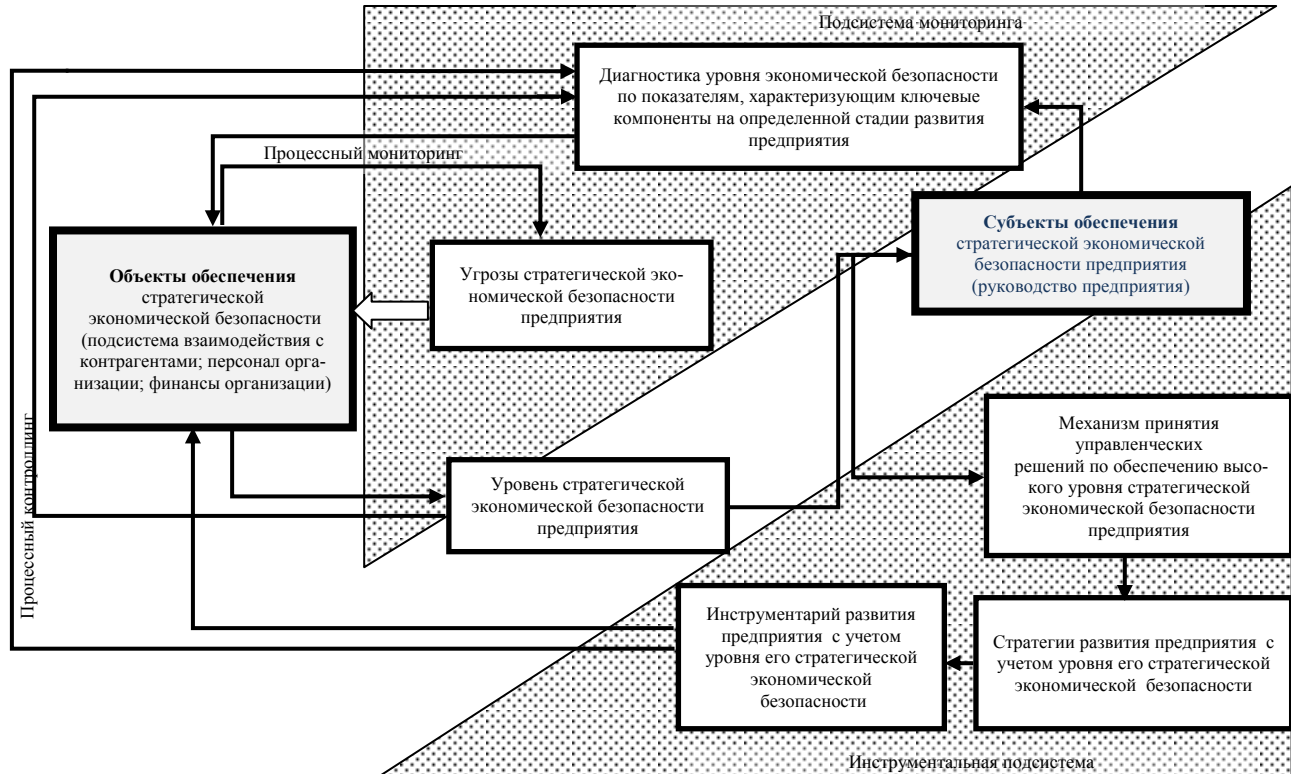 Подсистема мониторинга
Диагностика уровня экономической безопасности
по показателям, характеризующим ключевые
компоненты на определенной стадии развития
предприятия
Процессный мониторинг
Субъекты обеспечения
стратегической экономической
безопасности предприятия
(руководство предприятия)
Объекты обеспечения
стратегической
экономической безопасности
(подсистема взаимодействия с
контрагентами; персонал орга-
низации; финансы организации)
Угрозы стратегической эко-
номической безопасности
предприятия
Процессный контроллинг
Уровень стратегической
экономической безопасности
предприятия
Механизм принятия
управленческих
решений по обеспечению высо-
кого уровня стратегической
экономической безопасности
предприятия
Инструментарий развития
предприятия с учетом
уровня его стратегической
экономической
безопасности
Стратегии развития предприятия с
учетом уровня его стратегической
экономической безопасности
Инструментальная подсистема